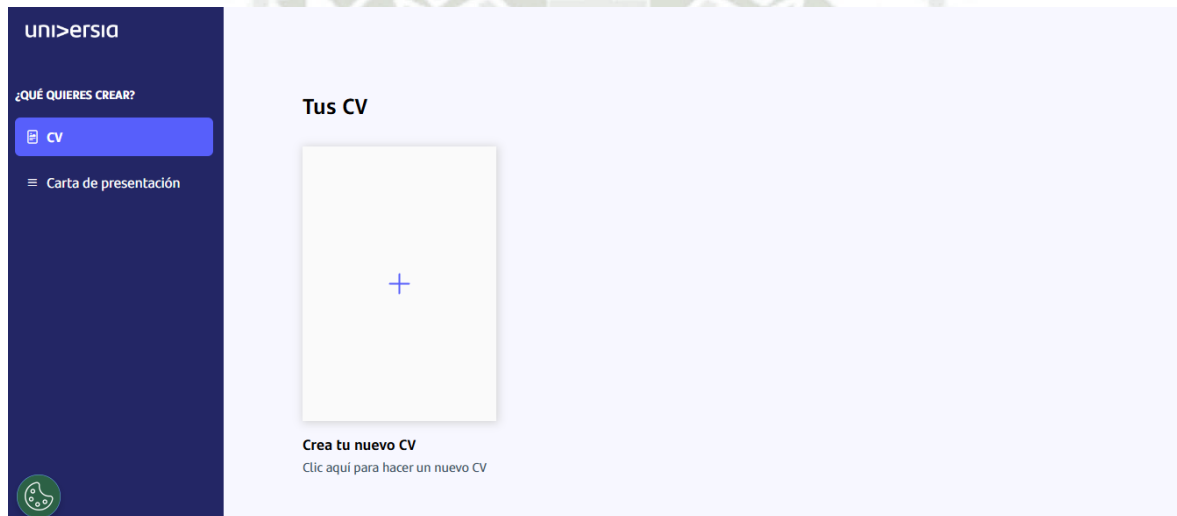 uni>ersia
¿QUÉ QUIERES CREAR?
CV
Carta de presentación
Tus CV
Crea tu nuevo CV
Clic aquí para hacer un nuevo CV